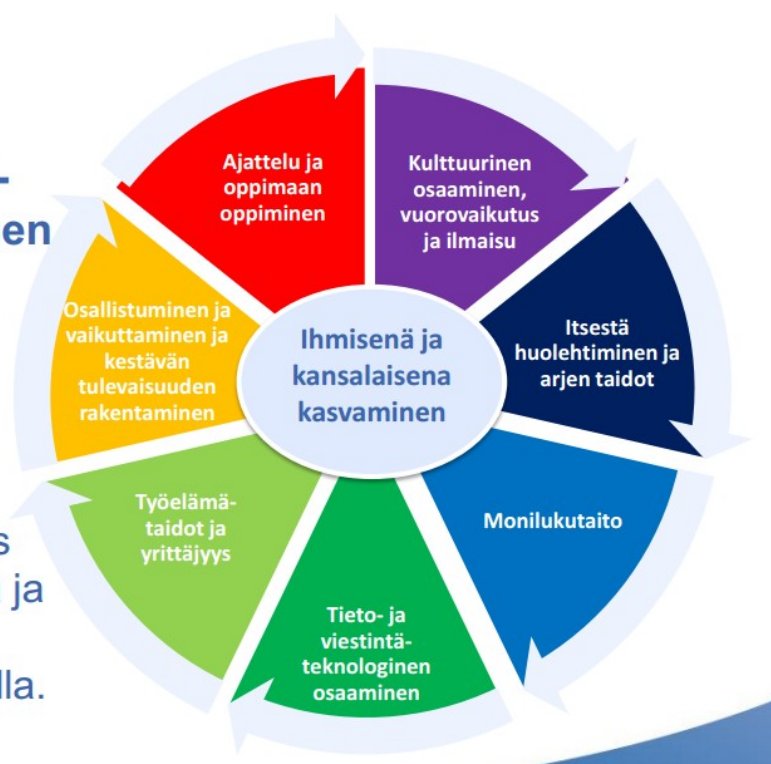 -
en
s
ja
lla.
Ajattelu ja
oppimaan
oppiminen
Kulttuurinen
osaaminen,
vuorovaikutus
ja ilmaisu
Itsestä
huolehtiminen ja
arjen taidot
Monilukutaito
Tieto- ja
viestintä-
teknologinen
osaaminen
Työelämä-
taidot ja
yrittäjyys
Osallistuminen ja
vaikuttaminen ja
kestävän
tulevaisuuden
rakentaminen
Ihmisenä ja
kansalaisena
kasvaminen